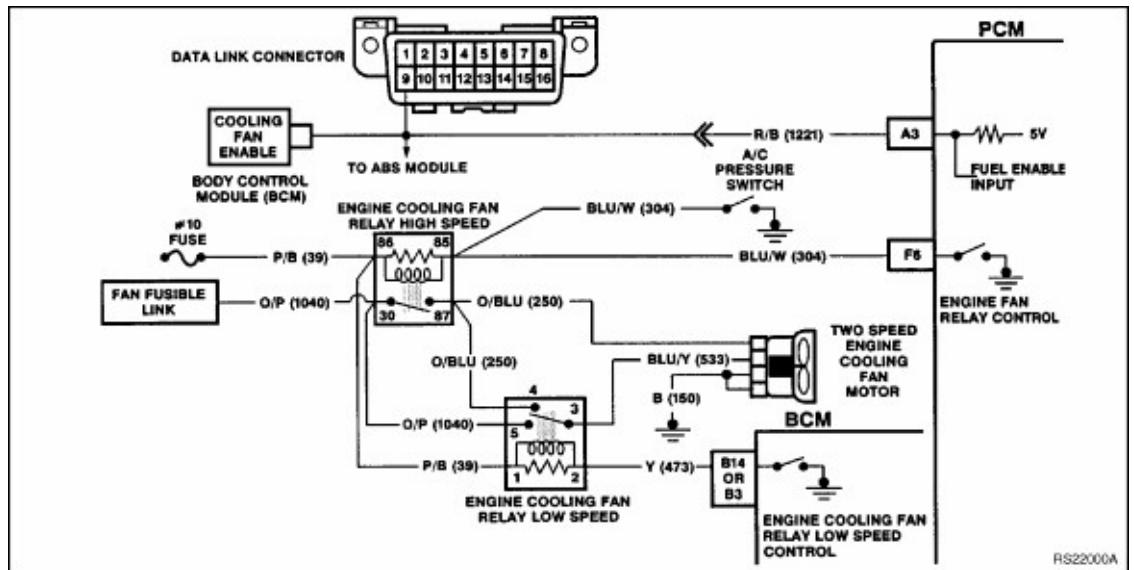 PCM
DATA LINK CONNECTOR
1 2 3 4 5 6 7 8
9 10 11 12 13 14 15 16
COOLING
FAN
ENABLE
BODY CONTROL
MODULE (BCM)
TO ABS MODULE
R/B (1221)
A3
5V
FUEL ENABLE
INPUT
A/C
PRESSURE
SWITCH
ENGINE COOLING FAN
RELAY HIGH SPEED
BLU/W (304)
#10
FUSE
P/B (39)
86
85
BLU/W (304)
F6
ENGINE FAN
RELAY CONTROL
FAN FUSIBLE
LINK
O/P (1040)
30
87
O/BLU (250)
TWO SPEED
ENGINE
COOLING
FAN
MOTOR
O/BLU (250)
BLU/Y (533)
B (150)
4
3
O/P (1040)
5
BCM
P/B (39)
1
2
Y (473)
B14
OR
B3
ENGINE COOLING FAN
RELAY LOW SPEED
ENGINE COOLING FAN
RELAY LOW SPEED
CONTROL
RS22000A